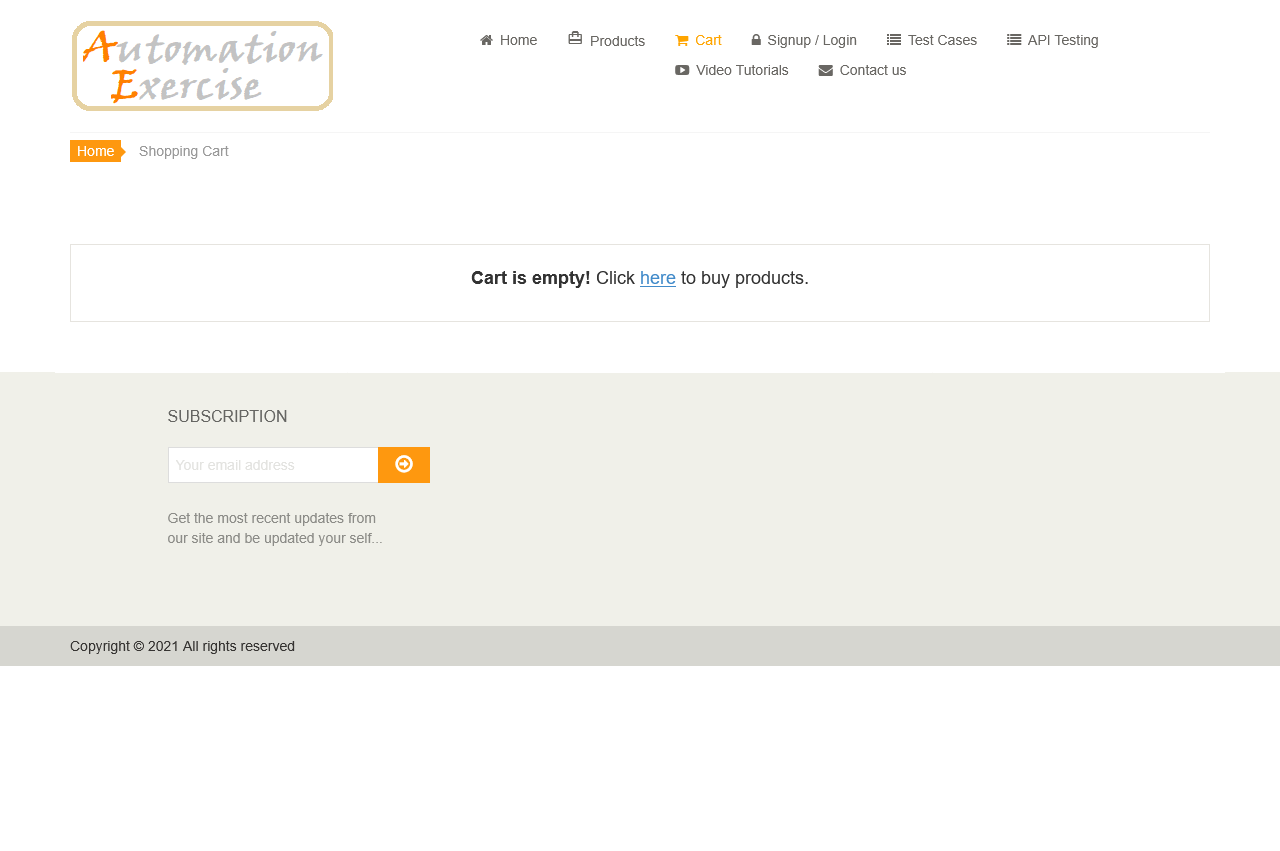 Automation
Exercise
Home
Products
Cart
Signup / Login
Test Cases
API Testing
Video Tutorials
Contact us
Home
Shopping Cart
Cart is empty! Click here to buy products.
SUBSCRIPTION
Your email address
Get the most recent updates from
our site and be updated your self...
Copyright © 2021 All rights reserved